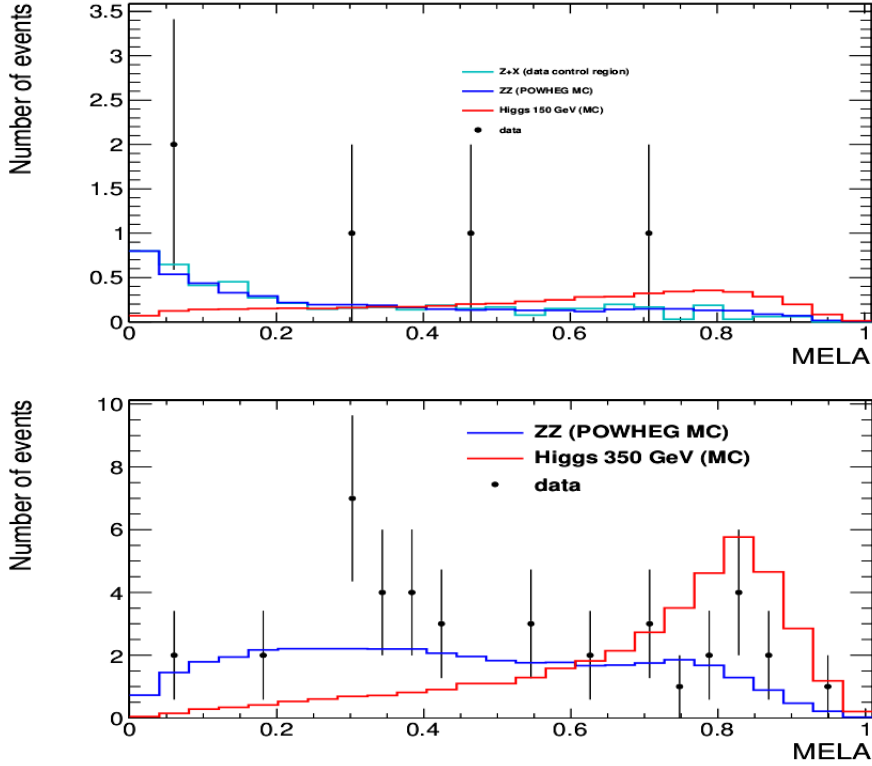 Number of events
3.5
3
2.5
2
1.5
1
0.5
0
Z+X (data control region)
ZZ (POWHEG MC)
Higgs 150 GeV (MC)
data
0 0.2 0.4 0.6 0.8 1
MELA
Number of events
10
8
6
4
2
0
ZZ (POWHEG MC)
Higgs 350 GeV (MC)
data
0 0.2 0.4 0.6 0.8 1
MELA